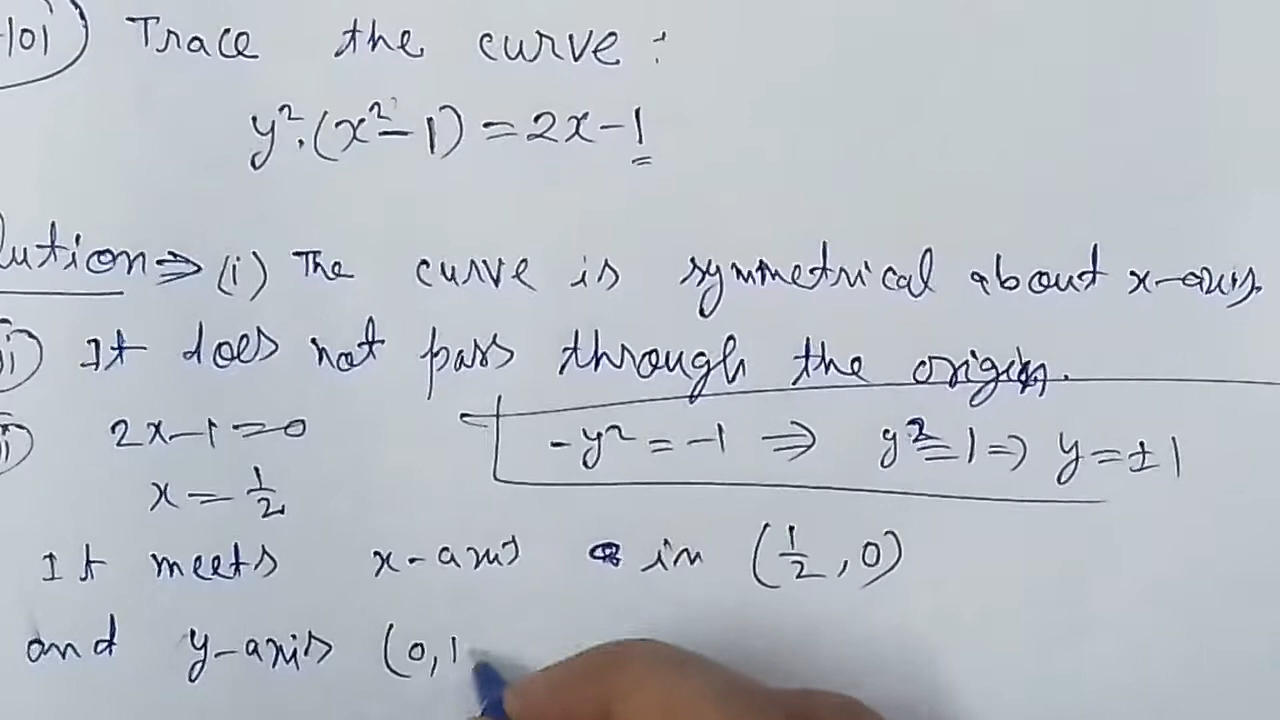 101) Trace the curve :
y².(x²-1) = 2x-1
lution ⇒ (i) The curve is symmetrical about x-axis.
ii) It does not pass through the origin.
2x-1=0
x = 1/2
-y² = -1 ⇒ y²=1 ⇒ y=±1
It meets x-axis in (1/2, 0)
and y-axis (0,1